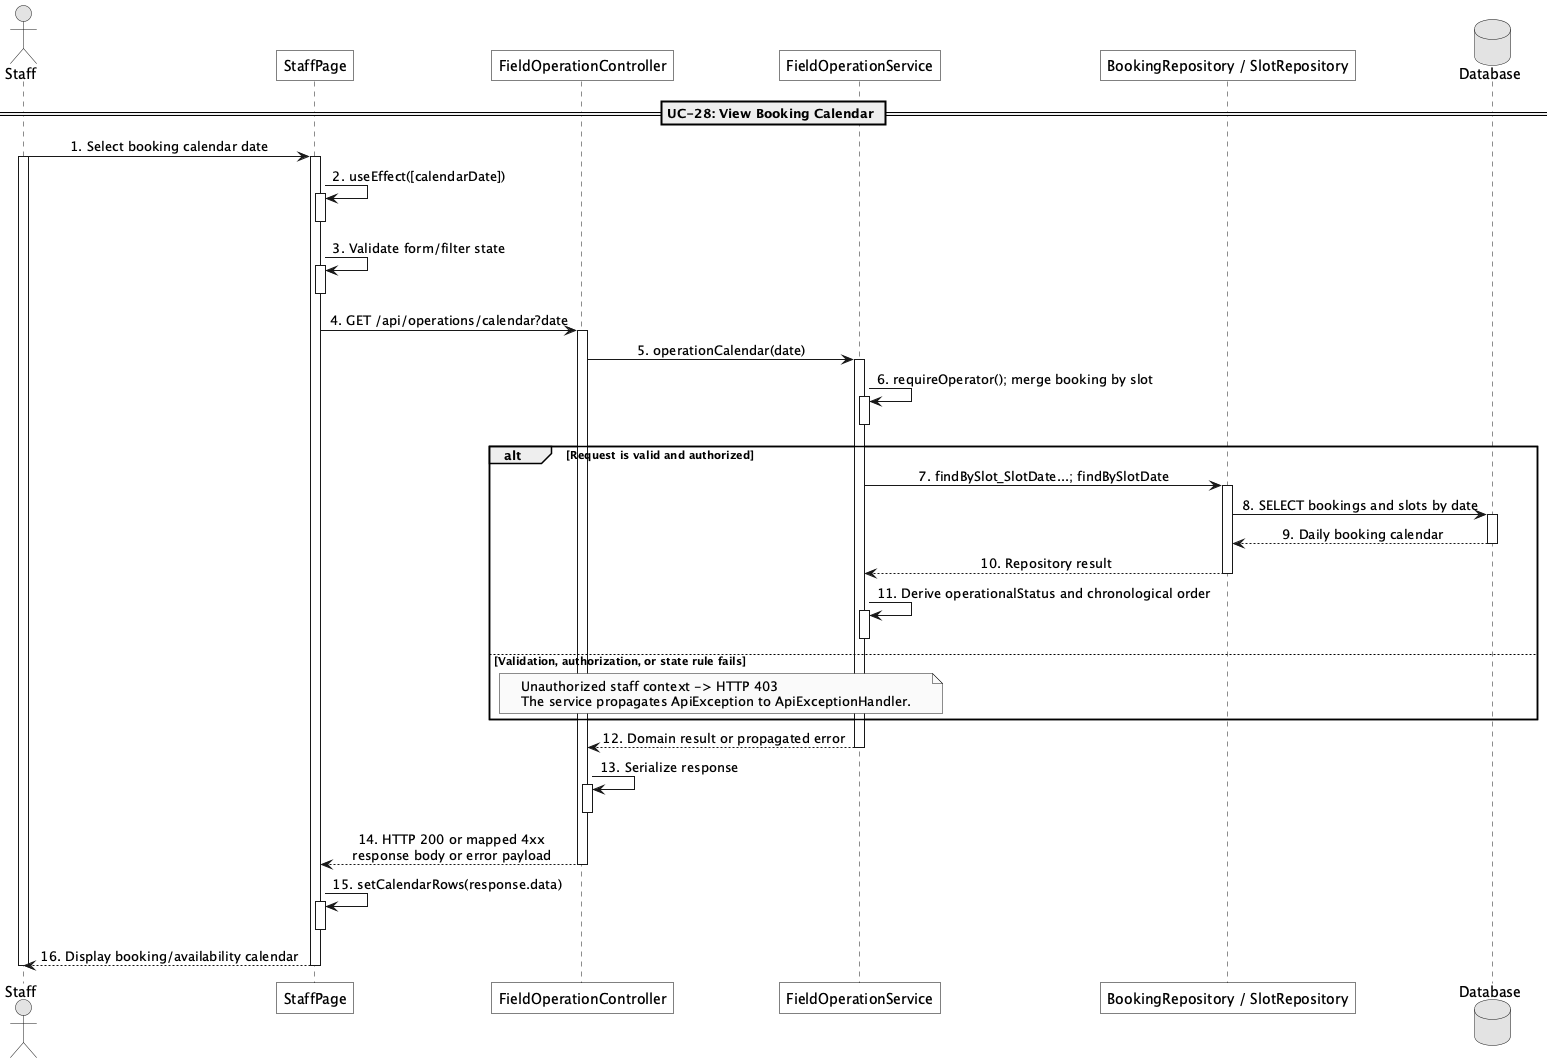 Staff
StaffPage
FieldOperationController
FieldOperationService
BookingRepository / SlotRepository
Database
UC-28: View Booking Calendar
1. Select booking calendar date
2. useEffect([calendarDate])
3. Validate form/filter state
4. GET /api/operations/calendar?date
5. operationCalendar(date)
6. requireOperator(); merge booking by slot
alt
[Request is valid and authorized]
7. findBySlot_SlotDate...; findBySlotDate
8. SELECT bookings and slots by date
9. Daily booking calendar
10. Repository result
11. Derive operationalStatus and chronological order
[Validation, authorization, or state rule fails]
Unauthorized staff context -> HTTP 403
The service propagates ApiException to ApiExceptionHandler.
12. Domain result or propagated error
13. Serialize response
14. HTTP 200 or mapped 4xx
response body or error payload
15. setCalendarRows(response.data)
16. Display booking/availability calendar
Staff
StaffPage
FieldOperationController
FieldOperationService
BookingRepository / SlotRepository
Database